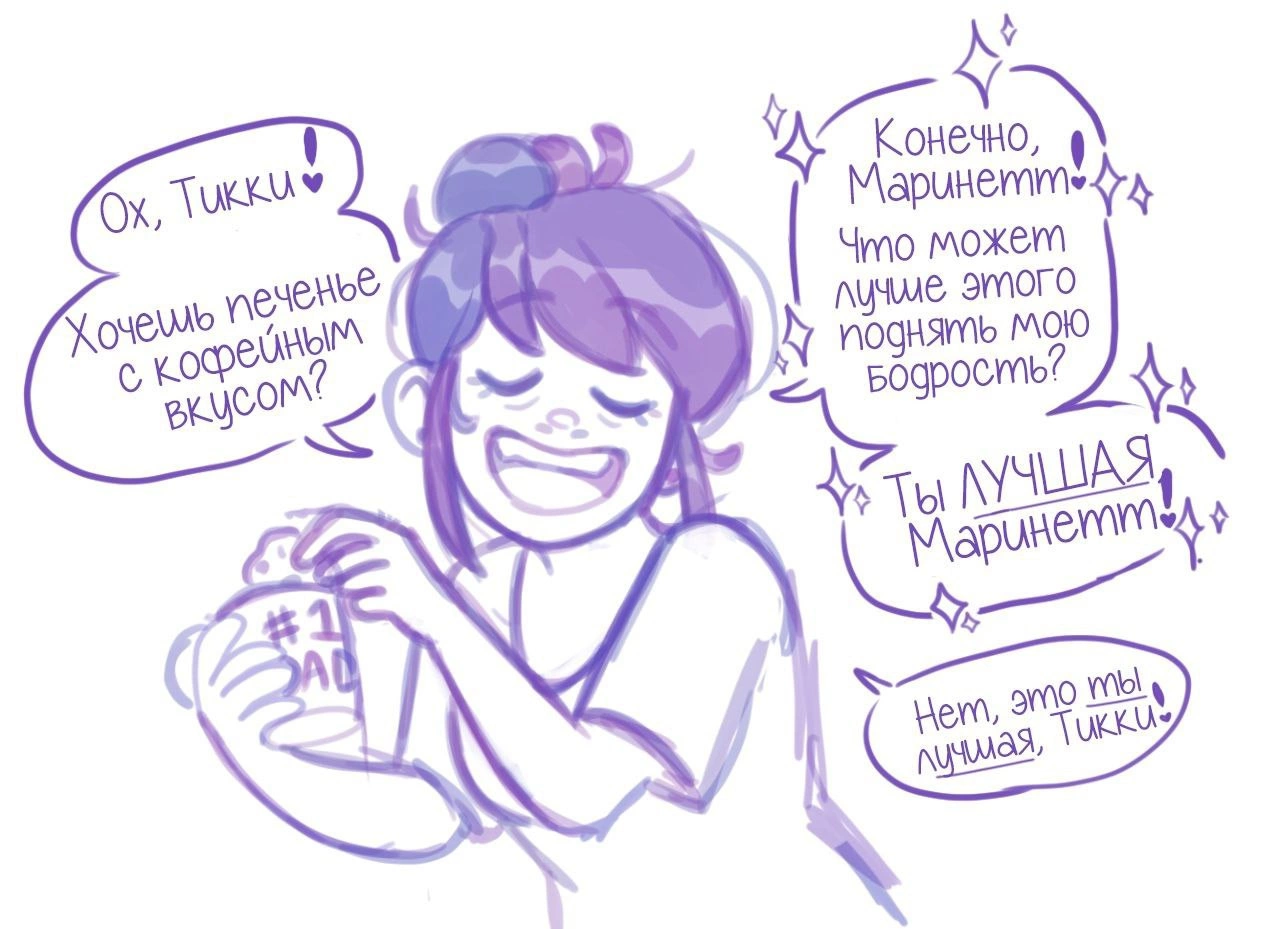 Ох, Тикки!
Хочешь печенье
с кофейным
вкусом?
Конечно,
Маринетт!
Что может
лучше этого
поднять мою
бодрость?
Ты ЛУЧШАЯ,
Маринетт!
#1
AD
Нет, это ты
лучшая, Тикки!